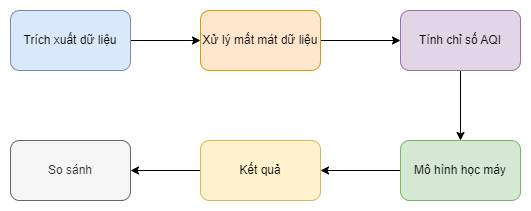 Trích xuất dữ liệu
Xử lý mất mát dữ liệu
Tính chỉ số AQI
Mô hình học máy
Kết quả
So sánh